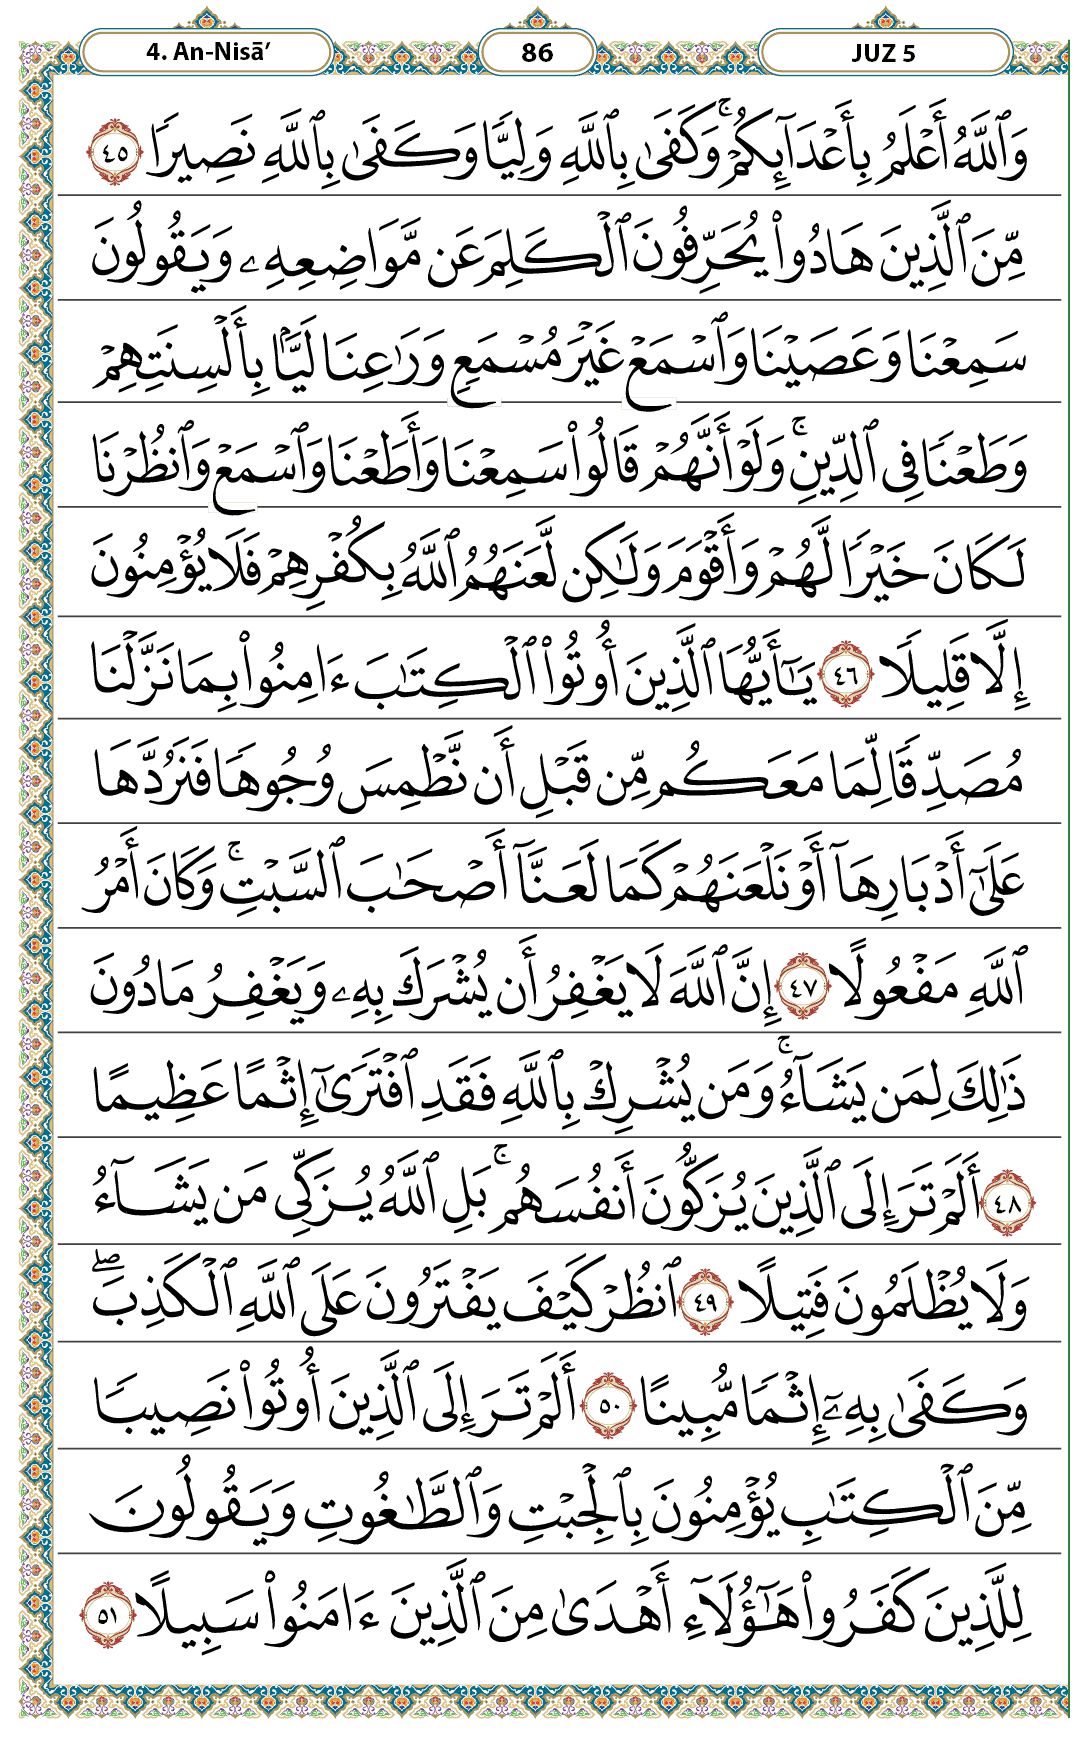 4. An-Nisā’ 86 JUZ 5
وَٱللَّهُ أَعۡلَمُ بِأَعۡدَآئِكُمۡۚ وَكَفَىٰ بِٱللَّهِ وَلِيّٗا وَكَفَىٰ بِٱللَّهِ نَصِيرٗا ٤٥
مِّنَ ٱلَّذِينَ هَادُواْ يُحَرِّفُونَ ٱلۡكَلِمَ عَن مَّوَاضِعِهِۦ وَيَقُولُونَ
سَمِعۡنَا وَعَصَيۡنَا وَٱسۡمَعۡ غَيۡرَ مُسۡمَعٖ وَرَٰعِنَا لَيَّۢا بِأَلۡسِنَتِهِمۡ
وَطَعۡنٗا فِي ٱلدِّينِۚ وَلَوۡ أَنَّهُمۡ قَالُواْ سَمِعۡنَا وَأَطَعۡنَا وَٱسۡمَعۡ وَٱنظُرۡنَا
لَكَانَ خَيۡرٗا لَّهُمۡ وَأَقۡوَمَ وَلَٰكِن لَّعَنَهُمُ ٱللَّهُ بِكُفۡرِهِمۡ فَلَا يُؤۡمِنُونَ
إِلَّا قَلِيلٗا ٤٦ يَٰٓأَيُّهَا ٱلَّذِينَ أُوتُواْ ٱلۡكِتَٰبَ ءَامِنُواْ بِمَا نَزَّلۡنَا
مُصَدِّقٗا لِّمَا مَعَكُم مِّن قَبۡلِ أَن نَّطۡمِسَ وُجُوهٗا فَنَرُدَّهَا
عَلَىٰٓ أَدۡبَارِهَآ أَوۡ نَلۡعَنَهُمۡ كَمَا لَعَنَّآ أَصۡحَٰبَ ٱلسَّبۡتِۚ وَكَانَ أَمۡرُ
ٱللَّهِ مَفۡعُولًا ٤٧ إِنَّ ٱللَّهَ لَا يَغۡفِرُ أَن يُشۡرَكَ بِهِۦ وَيَغۡفِرُ مَا دُونَ
ذَٰلِكَ لِمَن يَشَآءُۚ وَمَن يُشۡرِكۡ بِٱللَّهِ فَقَدِ ٱفۡتَرَىٰٓ إِثۡمًا عَظِيمًا
٤٨ أَلَمۡ تَرَ إِلَى ٱلَّذِينَ يُزَكُّونَ أَنفُسَهُمۚ بَلِ ٱللَّهُ يُزَكِّي مَن يَشَآءُ
وَلَا يُظۡلَمُونَ فَتِيلًا ٤٩ ٱنظُرۡ كَيۡفَ يَفۡتَرُونَ عَلَى ٱللَّهِ ٱلۡكَذِبَۖ
وَكَفَىٰ بِهِۦٓ إِثۡمٗا مُّبِينًا ٥٠ أَلَمۡ تَرَ إِلَى ٱلَّذِينَ أُوتُواْ نَصِيبٗا
مِّنَ ٱلۡكِتَٰبِ يُؤۡمِنُونَ بِٱلۡجِبۡتِ وَٱلطَّٰغُوتِ وَيَقُولُونَ
لِلَّذِينَ كَفَرُواْ هَٰٓؤُلَآءِ أَهۡدَىٰ مِنَ ٱلَّذِينَ ءَامَنُواْ سَبِيلًا ٥١